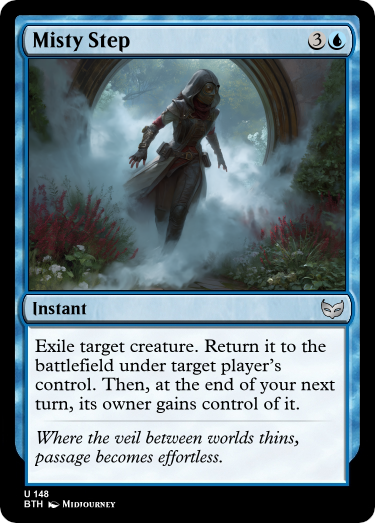 Misty Step 3
Instant
Exile target creature. Return it to the
battlefield under target player's
control. Then, at the end of your next
turn, its owner gains control of it.
Where the veil between worlds thins,
passage becomes effortless.
U 148
BTH Midjourney